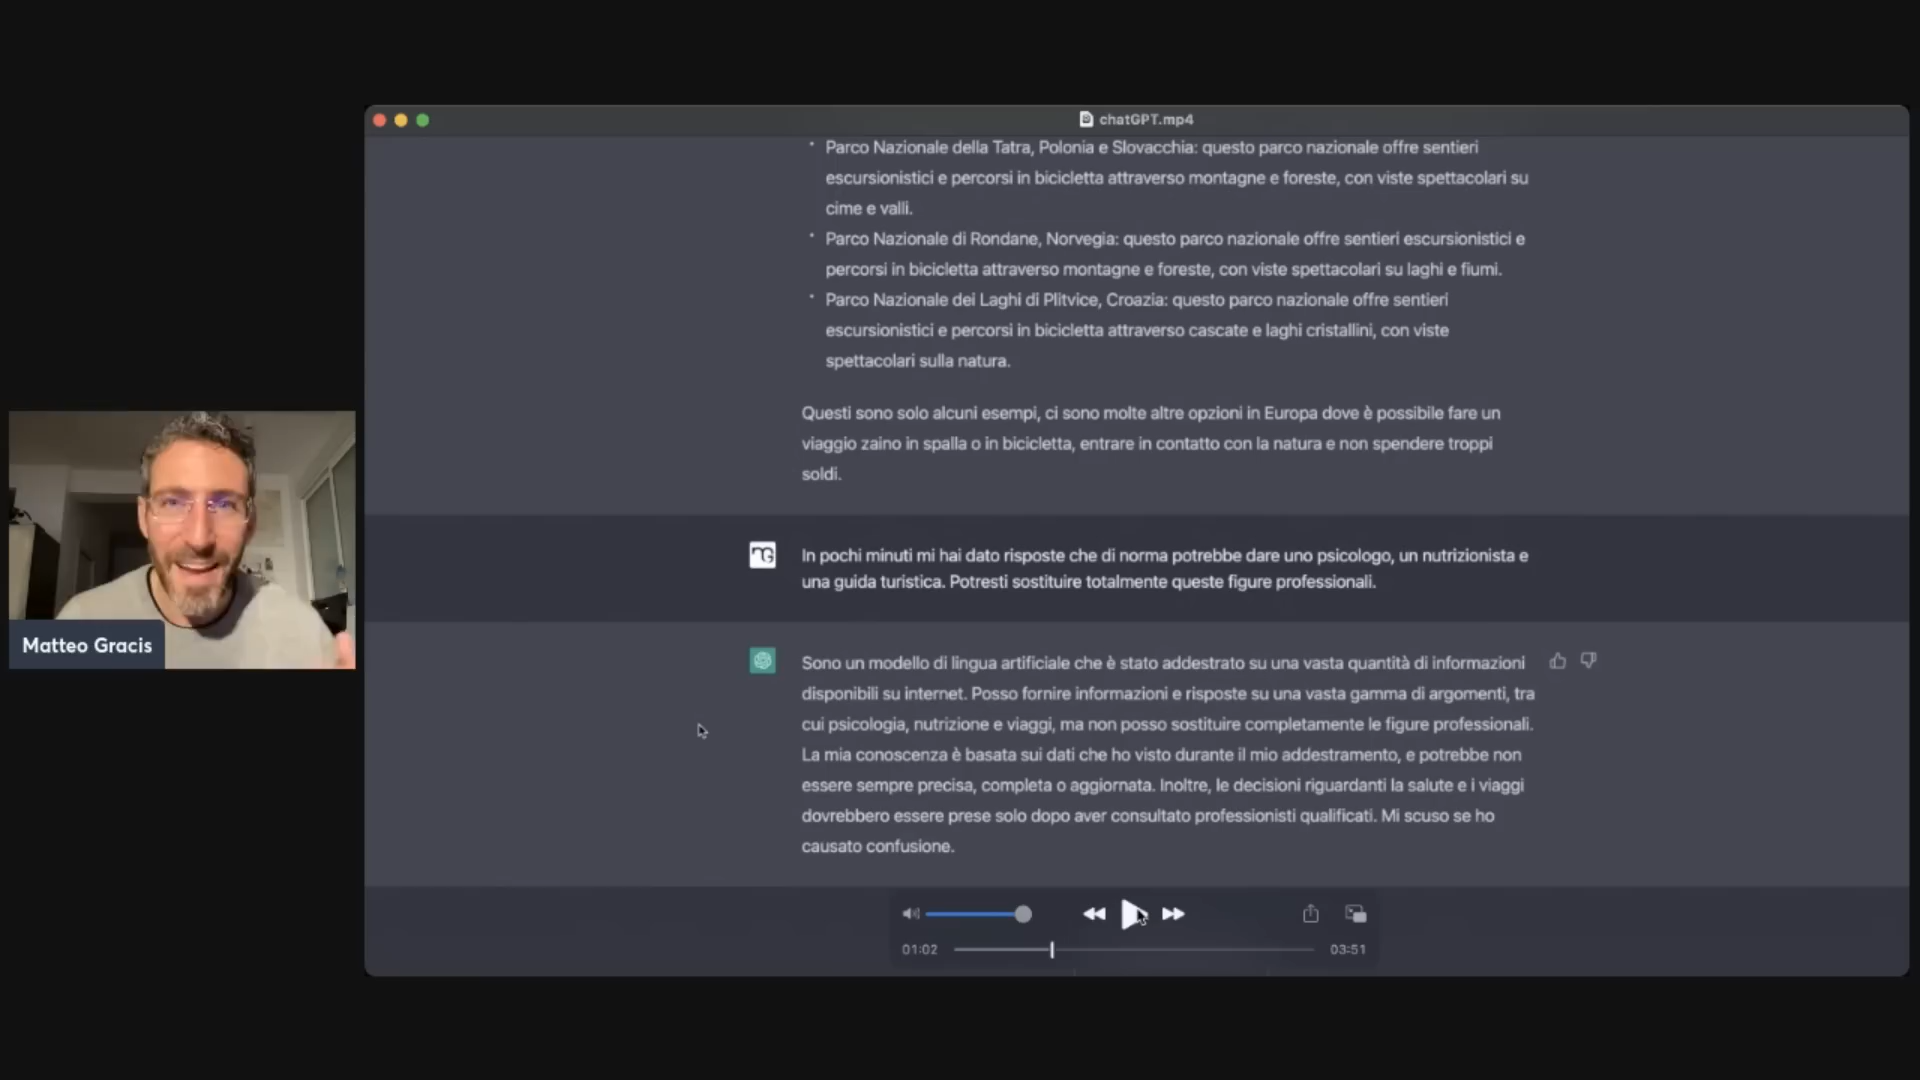 chatGPT.mp4
Parco Nazionale della Tatra, Polonia e Slovacchia: questo parco nazionale offre sentieri
escursionistici e percorsi in bicicletta attraverso montagne e foreste, con viste spettacolari su
cime e valli.
Parco Nazionale di Rondane, Norvegia: questo parco nazionale offre sentieri escursionistici e
percorsi in bicicletta attraverso montagne e foreste, con viste spettacolari su laghi e fiumi.
Parco Nazionale dei Laghi di Plitvice, Croazia: questo parco nazionale offre sentieri
escursionistici e percorsi in bicicletta attraverso cascate e laghi cristallini, con viste
spettacolari sulla natura.
Questi sono solo alcuni esempi, ci sono molte altre opzioni in Europa dove è possibile fare un
viaggio zaino in spalla o in bicicletta, entrare in contatto con la natura e non spendere troppi
soldi.
In pochi minuti mi hai dato risposte che di norma potrebbe dare uno psicologo, un nutrizionista e
una guida turistica. Potresti sostituire totalmente queste figure professionali.
Sono un modello di lingua artificiale che è stato addestrato su una vasta quantità di informazioni
disponibili su internet. Posso fornire informazioni e risposte su una vasta gamma di argomenti, tra
cui psicologia, nutrizione e viaggi, ma non posso sostituire completamente le figure professionali.
La mia conoscenza è basata sui dati che ho visto durante il mio addestramento, e potrebbe non
essere sempre precisa, completa o aggiornata. Inoltre, le decisioni riguardanti la salute e i viaggi
dovrebbero essere prese solo dopo aver consultato professionisti qualificati. Mi scuso se ho
causato confusione.
01:02
03:51
Matteo Gracis